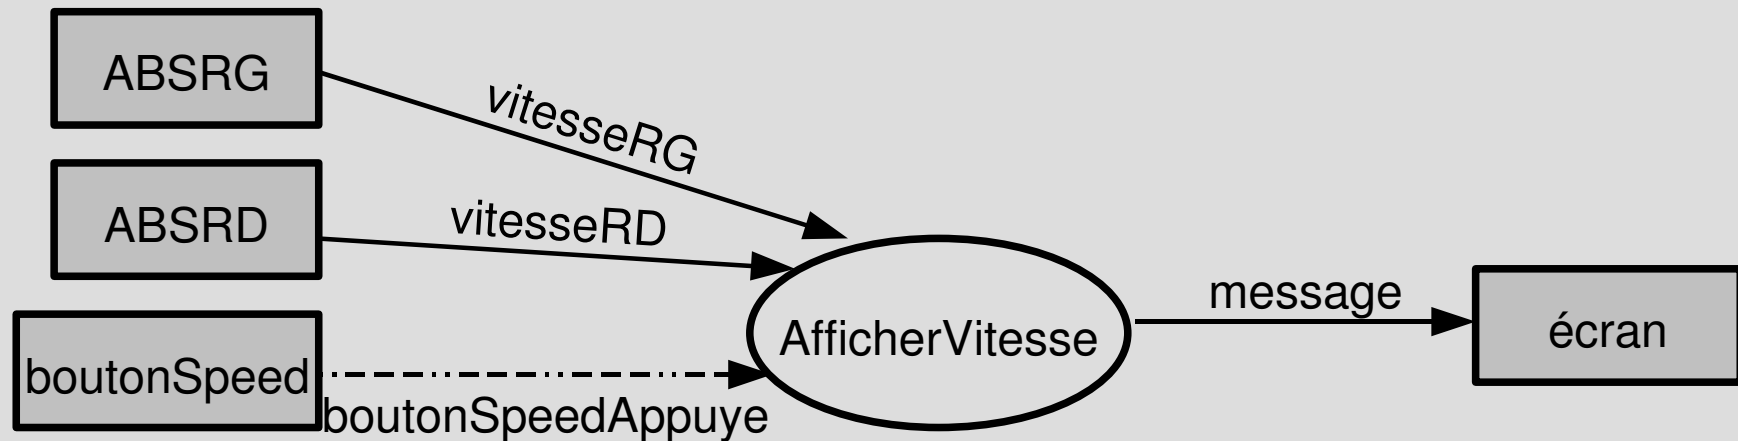 ABSRG
vitesseRG
ABSRD
vitesseRD
message
AfficherVitesse
écran
boutonSpeed
boutonSpeedAppuye